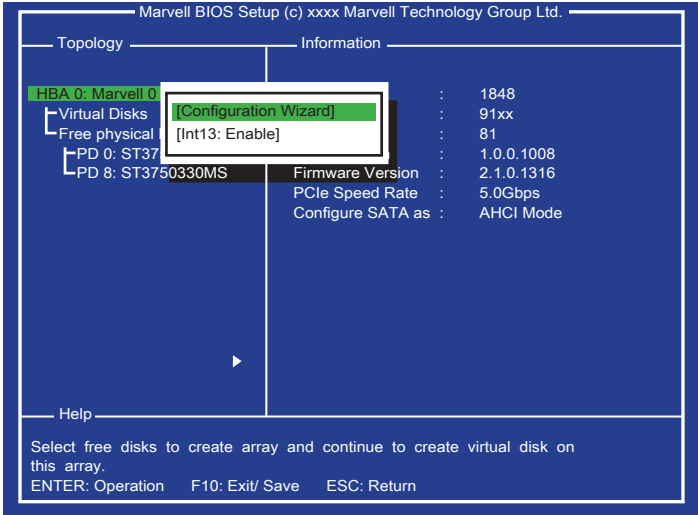 Marvell BIOS Setup (c) xxxx Marvell Technology Group Ltd.
Topology
Information
HBA 0: Marvell 0
Virtual Disks
Free physical
PD 0: ST37
PD 8: ST3750330MS
[Configuration Wizard]
[Int13: Enable]
: 1848
: 91xx
: 81
: 1.0.0.1008
Firmware Version : 2.1.0.1316
PCIe Speed Rate : 5.0Gbps
Configure SATA as : AHCI Mode
Help
Select free disks to create array and continue to create virtual disk on
this array.
ENTER: Operation F10: Exit/ Save ESC: Return